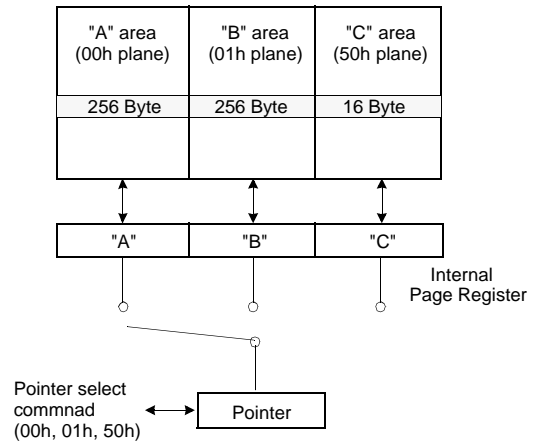 "A" area
(00h plane)
"B" area
(01h plane)
"C" area
(50h plane)
256 Byte
256 Byte
16 Byte
"A"
"B"
"C"
Internal
Page Register
Pointer select
commnad
(00h, 01h, 50h)
Pointer